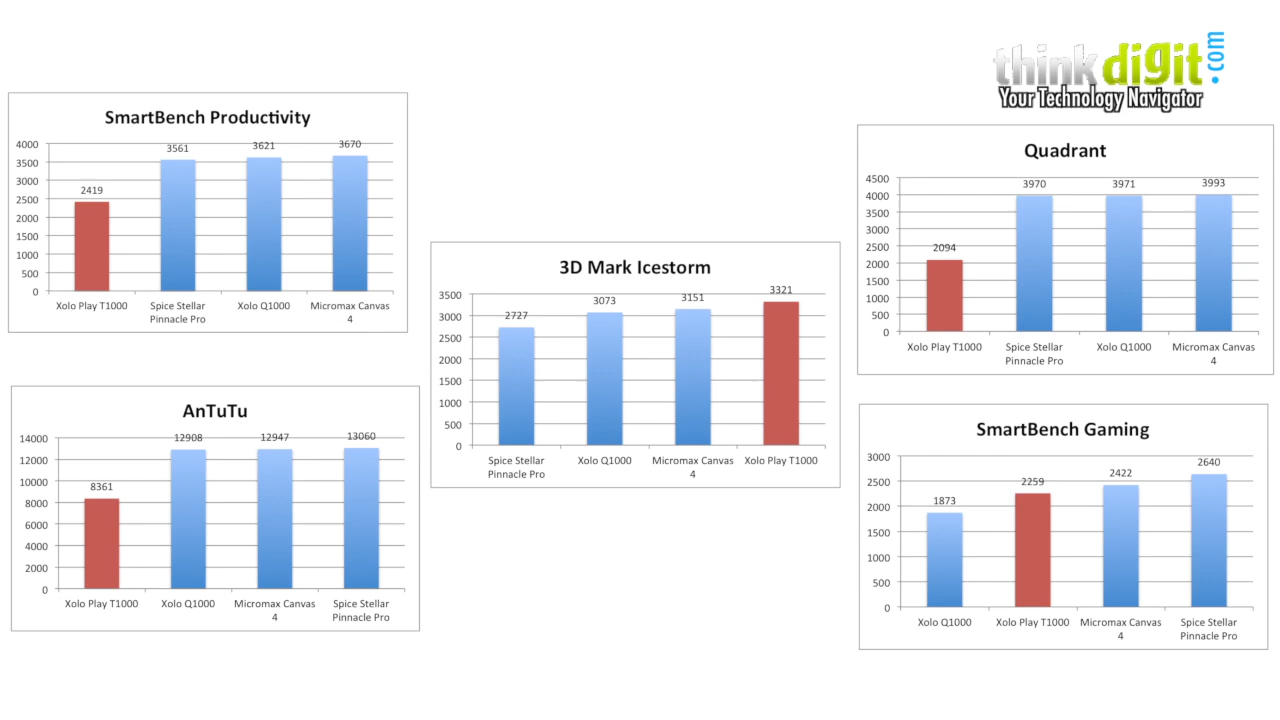 thinkdigit.com
Your Technology Navigator
SmartBench Productivity
4000
3500
3000
2500
2000
1500
1000
500
0
2419
3561
3621
3670
Xolo Play T1000
Spice Stellar
Pinnacle Pro
Xolo Q1000
Micromax Canvas
4
AnTuTu
14000
12000
10000
8000
6000
4000
2000
0
8361
12908
12947
13060
Xolo Play T1000
Xolo Q1000
Micromax Canvas
4
Spice Stellar
Pinnacle Pro
3D Mark Icestorm
3500
3000
2500
2000
1500
1000
500
0
2727
3073
3151
3321
Spice Stellar
Pinnacle Pro
Xolo Q1000
Micromax Canvas
4
Xolo Play T1000
Quadrant
4500
4000
3500
3000
2500
2000
1500
1000
500
0
2094
3970
3971
3993
Xolo Play T1000
Spice Stellar
Pinnacle Pro
Xolo Q1000
Micromax Canvas
4
SmartBench Gaming
3000
2500
2000
1500
1000
500
0
1873
2259
2422
2640
Xolo Q1000
Xolo Play T1000
Micromax Canvas
4
Spice Stellar
Pinnacle Pro